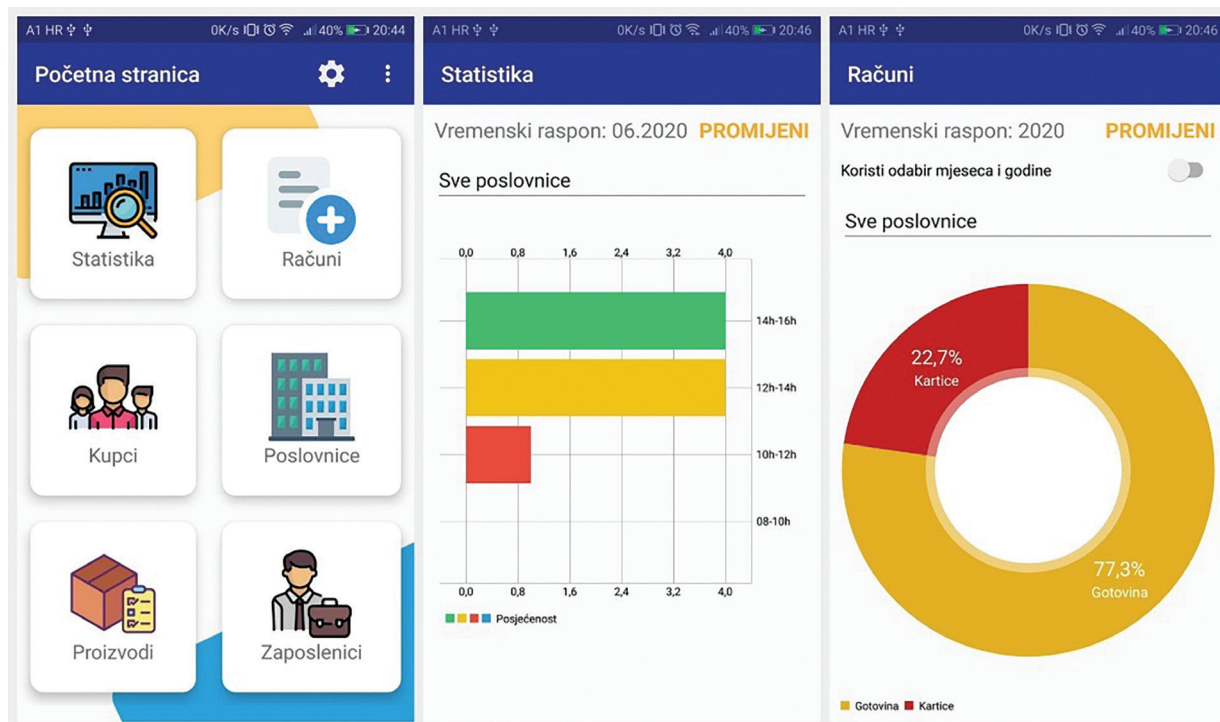 A1 HR 0K/s 40% 20:44
Početna stranica
Statistika
Računi
Kupci
Poslovnice
Proizvodi
Zaposlenici
A1 HR 0K/s 40% 20:46
Statistika
Vremenski raspon: 06.2020 PROMIJENI
Sve poslovnice
0,0 0,8 1,6 2,4 3,2 4,0
14h-16h
12h-14h
10h-12h
08-10h
0,0 0,8 1,6 2,4 3,2 4,0
Posjećenost
A1 HR 0K/s 40% 20:46
Računi
Vremenski raspon: 2020 PROMIJENI
Koristi odabir mjeseca i godine
Sve poslovnice
22,7%
Kartice
77,3%
Gotovina
Gotovina Kartice